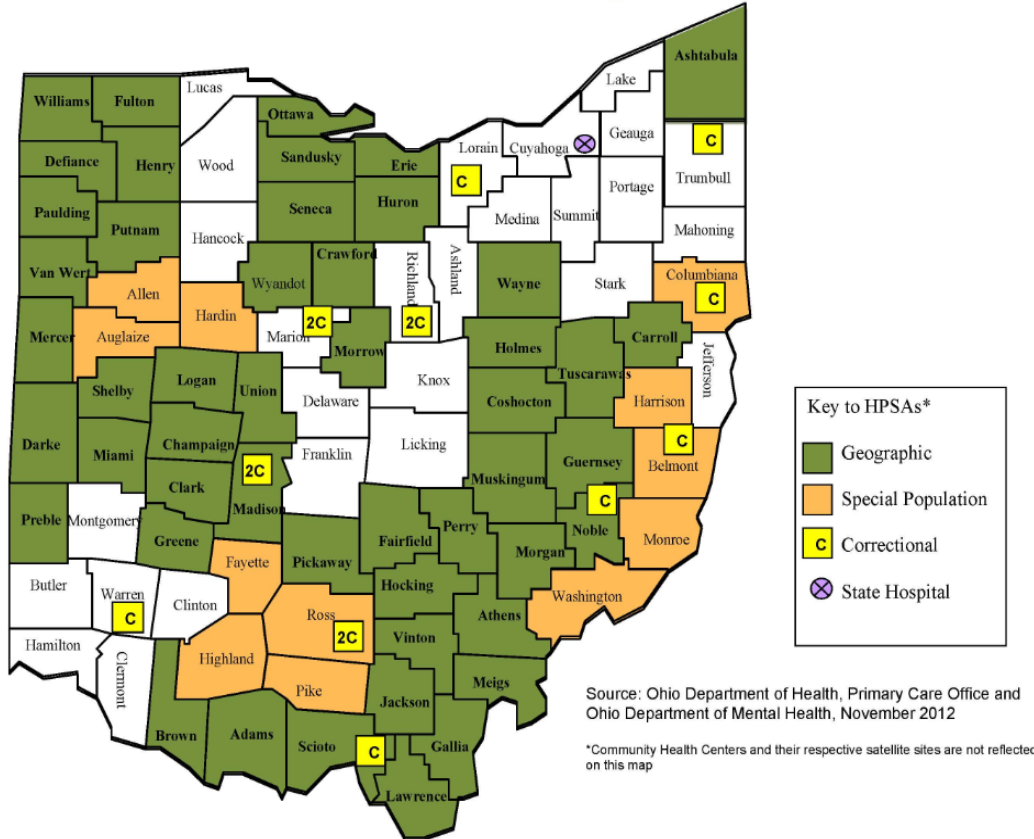 Ashtabula
Lake
Lucas
Williams
Fulton
Ottawa
Geauga
Cuyahoga
Lorain
C
C
Defiance
Henry
Wood
Sandusky
Erie
Trumbull
Portage
Paulding
Seneca
Huron
Medina
Summit
Mahoning
Putnam
Hancock
Crawford
Richland
Ashland
Van Wert
Wyandot
Wayne
Stark
Columbiana
C
Allen
Hardin
2C
2C
Mercer
Auglaize
Marion
Morrow
Holmes
Carroll
Jefferson
Shelby
Logan
Union
Knox
Tuscarawas
Delaware
Coshocton
Harrison
Darke
Miami
Champaign
Licking
C
2C
Franklin
Guernsey
Belmont
Clark
Muskingum
Madison
C
Preble
Montgomery
Greene
Perry
Noble
Fairfield
Monroe
Fayette
Pickaway
Morgan
Hocking
Butler
Warren
C
Clinton
Ross
2C
Washington
Athens
Hamilton
Clermont
Highland
Vinton
Pike
Meigs
Jackson
Brown
Adams
Scioto
C
Gallia
Lawrence
Key to HPSAs*
Geographic
Special Population
C Correctional
State Hospital
Source: Ohio Department of Health, Primary Care Office and
Ohio Department of Mental Health, November 2012
*Community Health Centers and their respective satellite sites are not reflected
on this map